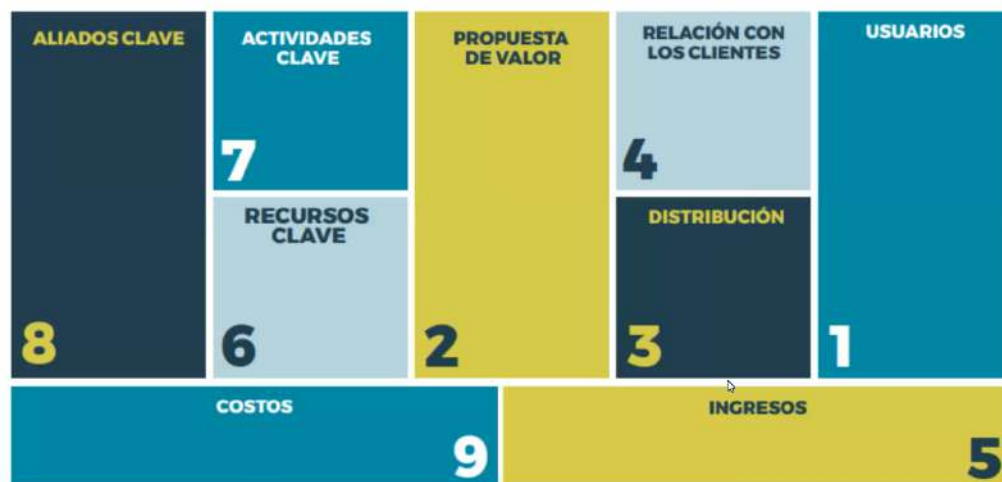 ALIADOS CLAVE
8
ACTIVIDADES
CLAVE
7
RECURSOS
CLAVE
6
PROPUESTA
DE VALOR
2
RELACIÓN CON
LOS CLIENTES
4
DISTRIBUCIÓN
3
USUARIOS
1
COSTOS
9
INGRESOS
5